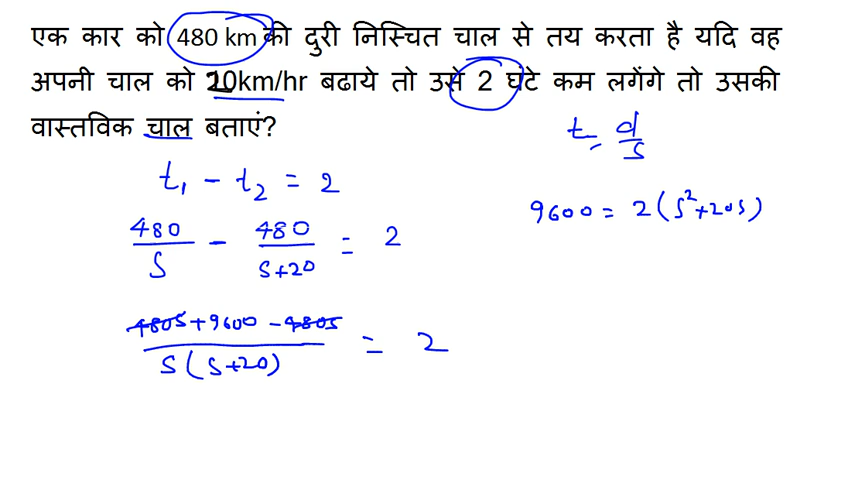 एक कार को 480 km की दुरी निस्चित चाल से तय करता है यदि वह
अपनी चाल को 20km/hr बढाये तो उसे 2 घंटे कम लगेंगे तो उसकी
वास्तविक चाल बताएं?
t = d/s
t₁ - t₂ = 2
9600 = 2 (s²+20s)
480/s - 480/s+20 = 2
480s+9600-480s/s(s+20) = 2